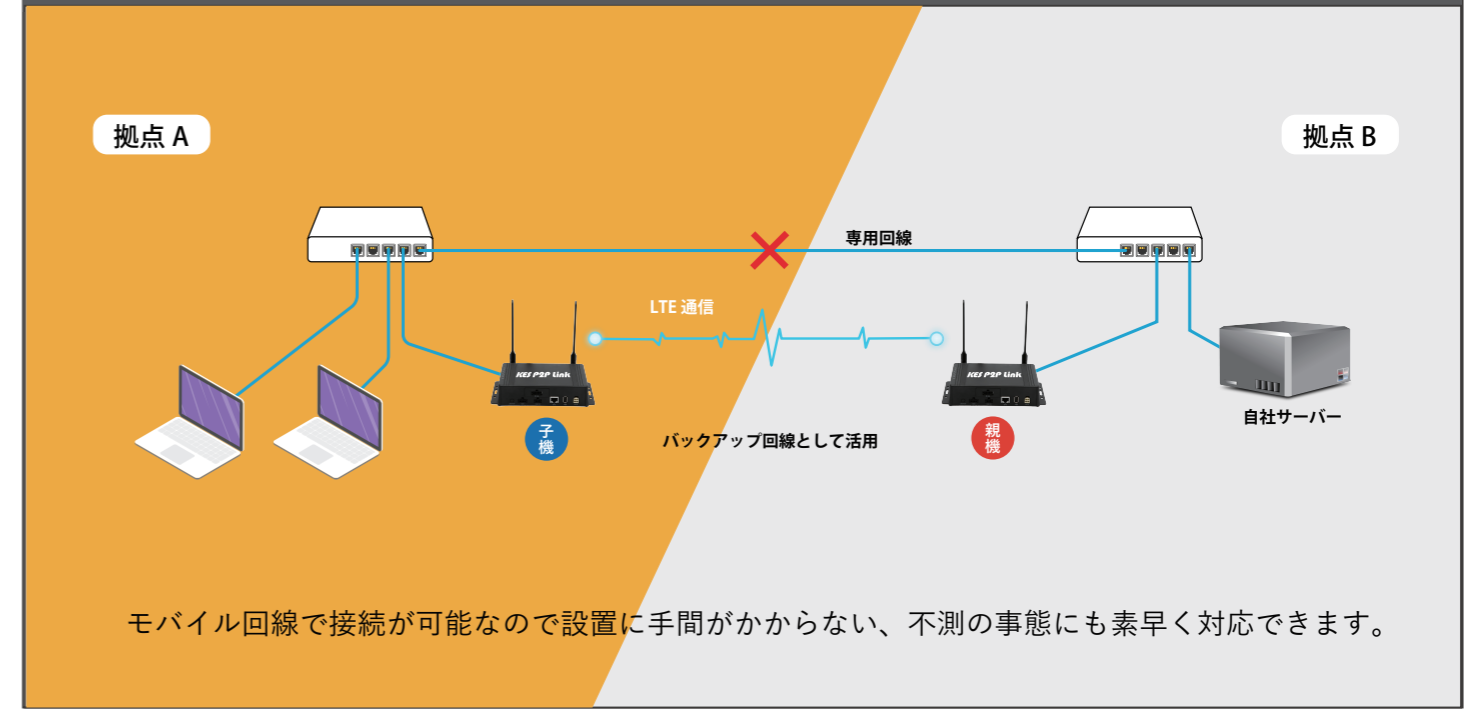 拠点 A
拠点 B
専用回線
LTE 通信
KES P2P Link
KES P2P Link
自社サーバー
子機
親機
バックアップ回線として活用
モバイル回線で接続が可能なので設置に手間がかからない、不測の事態にも素早く対応できます。